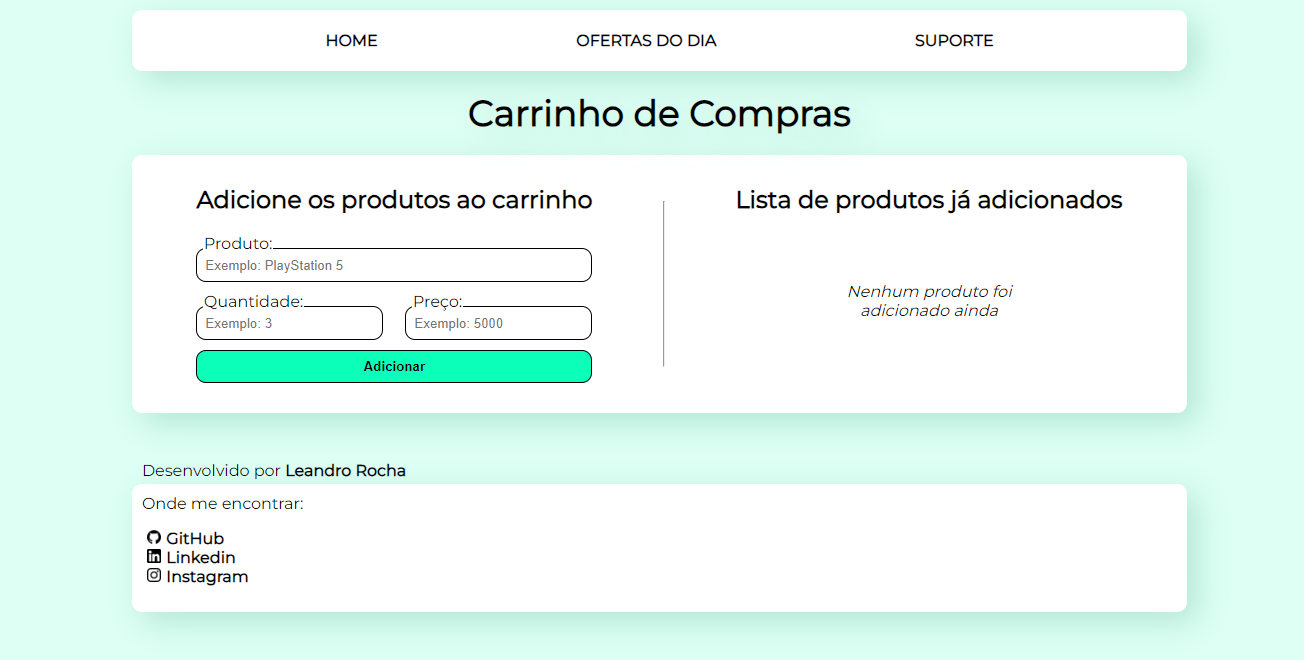 HOME OFERTAS DO DIA SUPORTE
Carrinho de Compras
Adicione os produtos ao carrinho
Produto:
Exemplo: PlayStation 5
Quantidade: Preço:
Exemplo: 3 Exemplo: 5000
Adicionar
Lista de produtos já adicionados
Nenhum produto foi
adicionado ainda
Desenvolvido por Leandro Rocha
Onde me encontrar:
GitHub
Linkedin
Instagram